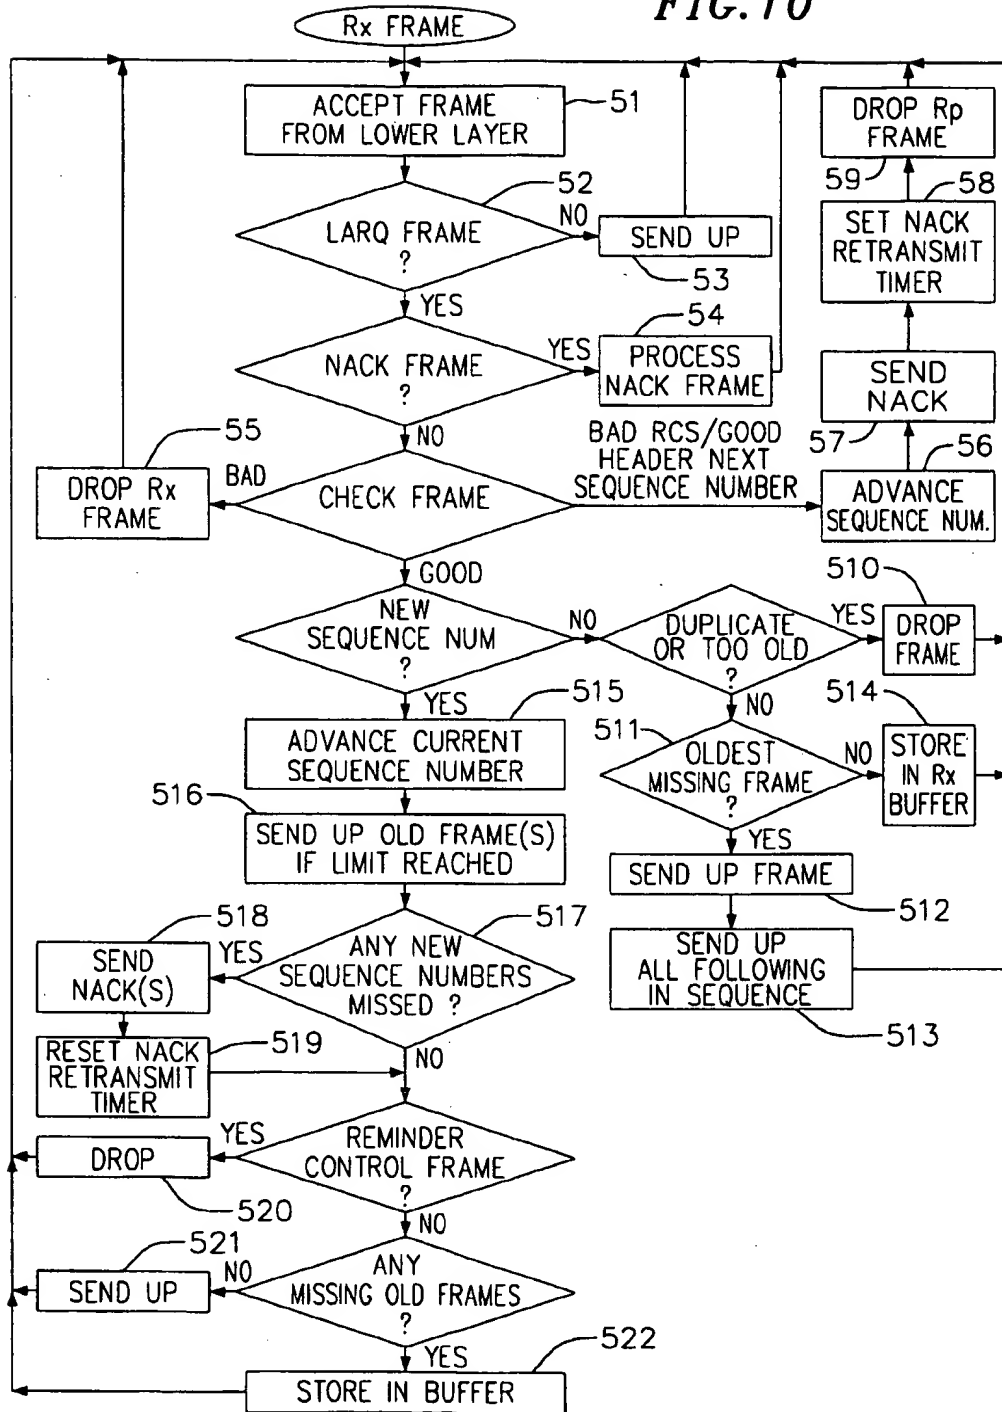 FIG. 70
Rx FRAME
ACCEPT FRAME
FROM LOWER LAYER
51
DROP Rp
FRAME
59
58
52
LARQ FRAME
?
NO
SEND UP
53
SET NACK
RETRANSMIT
TIMER
YES
54
NACK FRAME
?
YES
PROCESS
NACK FRAME
SEND
NACK
57
56
NO
55
BAD
DROP Rx
FRAME
CHECK FRAME
BAD RCS/GOOD
HEADER NEXT
SEQUENCE NUMBER
ADVANCE
SEQUENCE NUM.
GOOD
NEW
SEQUENCE NUM
?
NO
DUPLICATE
OR TOO OLD
?
YES
510
DROP
FRAME
YES
515
NO
514
511
ADVANCE CURRENT
SEQUENCE NUMBER
OLDEST
MISSING FRAME
?
NO
STORE
IN Rx
BUFFER
516
SEND UP OLD FRAME(S)
IF LIMIT REACHED
YES
SEND UP FRAME
512
518
517
SEND
NACK(S)
YES
ANY NEW
SEQUENCE NUMBERS
MISSED ?
SEND UP
ALL FOLLOWING
IN SEQUENCE
513
519
NO
RESET NACK
RETRANSMIT
TIMER
YES
REMINDER
CONTROL FRAME
?
DROP
520
NO
521
SEND UP
NO
ANY
MISSING OLD FRAMES
?
YES
522
STORE IN BUFFER